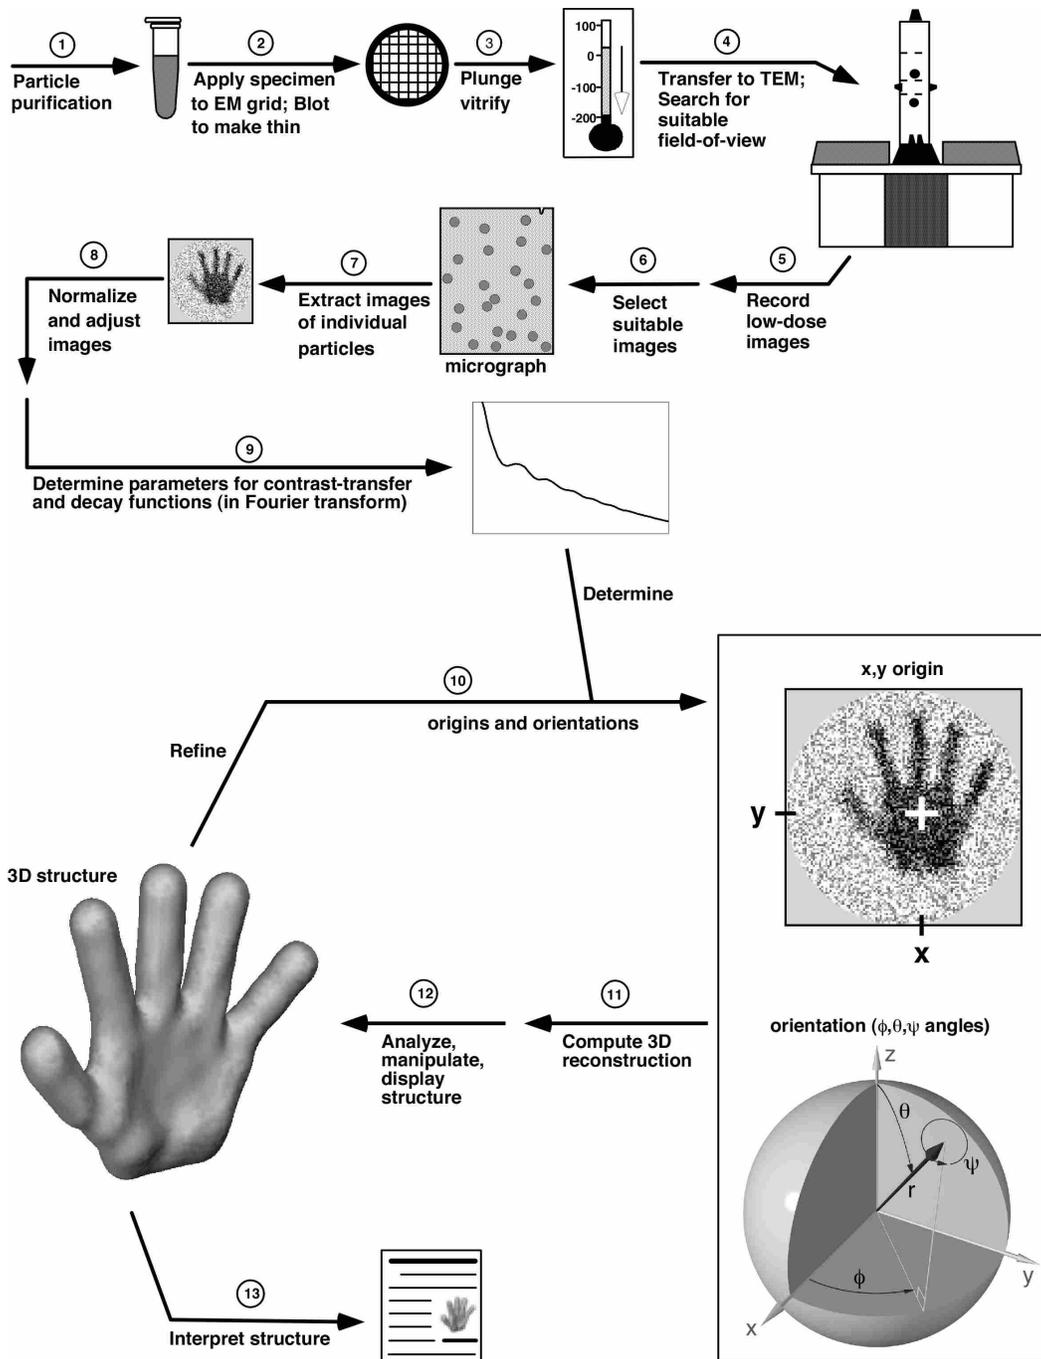 1
Particle
purification
2
Apply specimen
to EM grid; Blot
to make thin
3
Plunge
vitrify
100
0
-100
-200
4
Transfer to TEM;
Search for
suitable
field-of-view
5
Record
low-dose
images
6
Select
suitable
images
micrograph
7
Extract images
of individual
particles
8
Normalize
and adjust
images
9
Determine parameters for contrast-transfer
and decay functions (in Fourier transform)
Determine
10
origins and orientations
Refine
x,y origin
y
x
orientation (ϕ,θ,ψ angles)
z
θ
ψ
r
ϕ
y
x
11
Compute 3D
reconstruction
12
Analyze,
manipulate,
display
structure
3D structure
13
Interpret structure